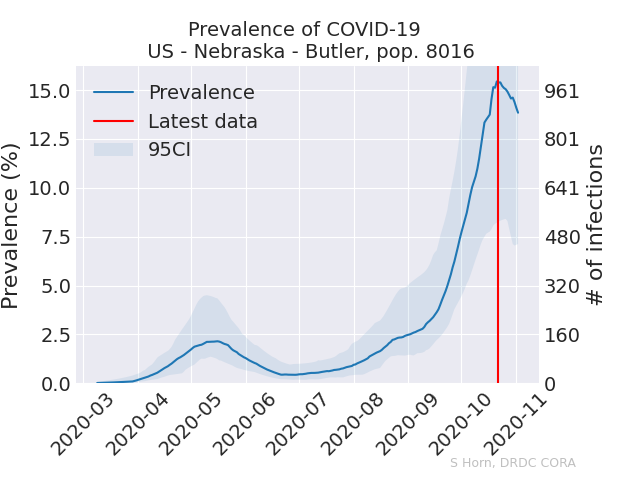 Prevalence of COVID-19
US - Nebraska - Butler, pop. 8016
Prevalence
Latest data
95CI
Prevalence (%)
15.0
12.5
10.0
7.5
5.0
2.5
0.0
961
801
641
480
320
160
0
# of infections
2020-03
2020-04
2020-05
2020-06
2020-07
2020-08
2020-09
2020-10
2020-11
S Horn, DRDC CORA